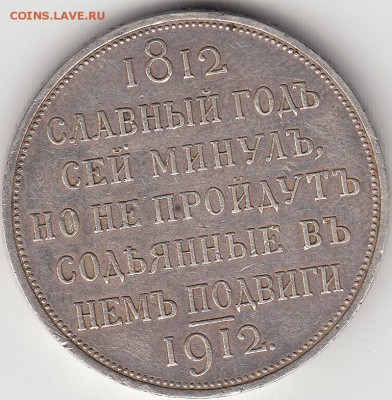 COINS.LAVE.RU
1812
СЛАВНЫЙ ГОДЪ
СЕЙ МИНУЛЪ,
НО НЕ ПРОЙДУТЪ
СОДѢЯННЫЕ ВЪ
НЕМЪ ПОДВИГИ
1912.